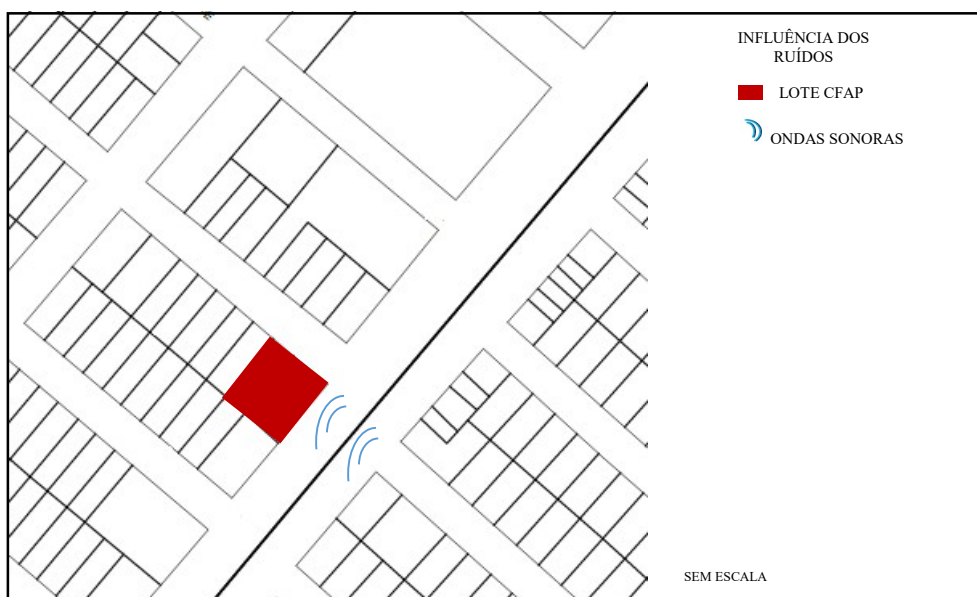 INFLUÊNCIA DOS
RUÍDOS
LOTE CFAP
ONDAS SONORAS
SEM ESCALA